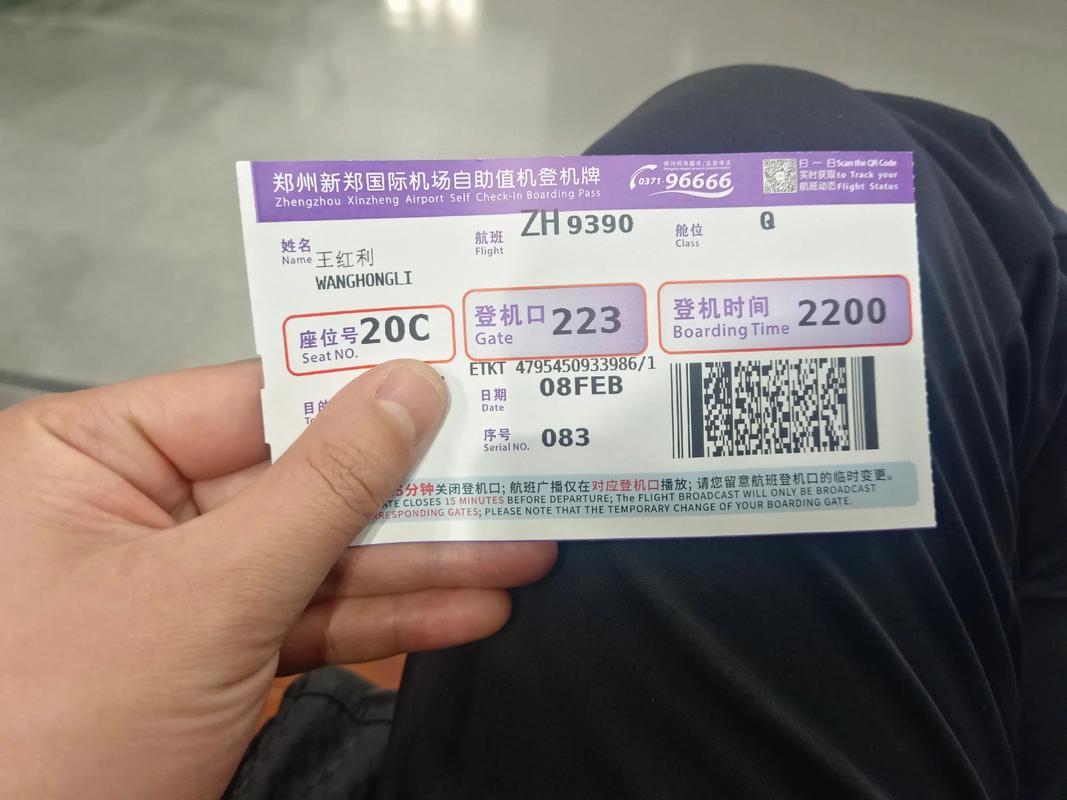 郑州新郑国际机场自助值机登机牌
Zhengzhou Xinzheng Airport Self Check-in Boarding Pass
0371-96666
扫一扫 Scan the QR Code
实时获取 to Track your
航班动态 Flight Status
姓名
Name
王红利
WANGHONGLI
航班
Flight
ZH 9390
舱位
Class
Q
座位号
Seat NO.
20C
登机口
Gate
223
登机时间
Boarding Time
2200
ETKT 4795450933986/1
日期
Date
08FEB
序号
Serial NO.
083
5分钟关闭登机口；航班广播仅在对应登机口播放；请您留意航班登机口的临时变更。
CLOSES 15 MINUTES BEFORE DEPARTURE; The FLIGHT BROADCAST WILL ONLY BE BROADCAST
GATES; PLEASE NOTE THAT THE TEMPORARY CHANGE OF YOUR BOARDING GATE.